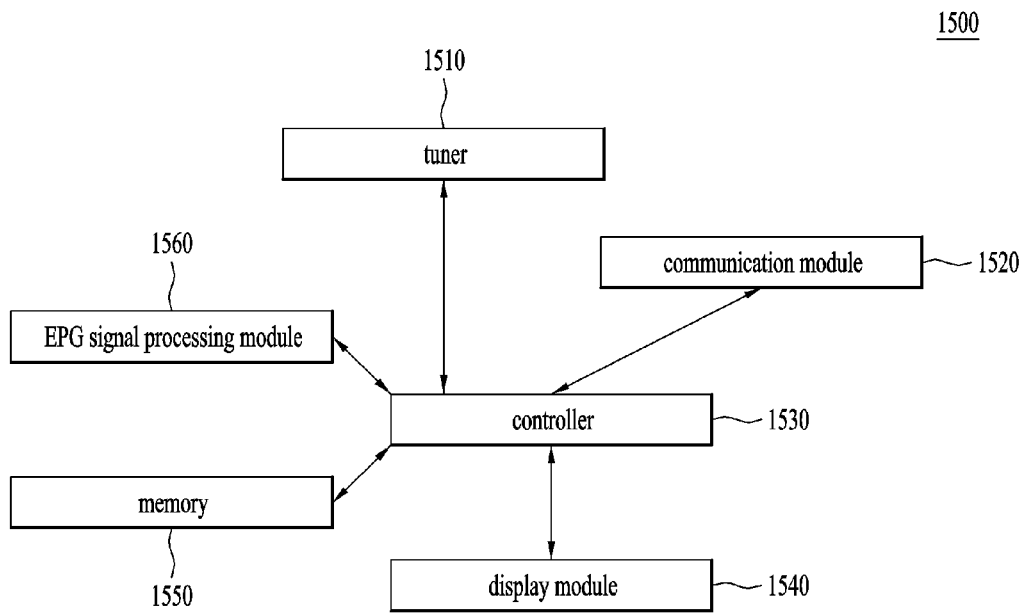 1500
1510
tuner
1560
communication module
1520
EPG signal processing module
controller
1530
memory
1550
display module
1540